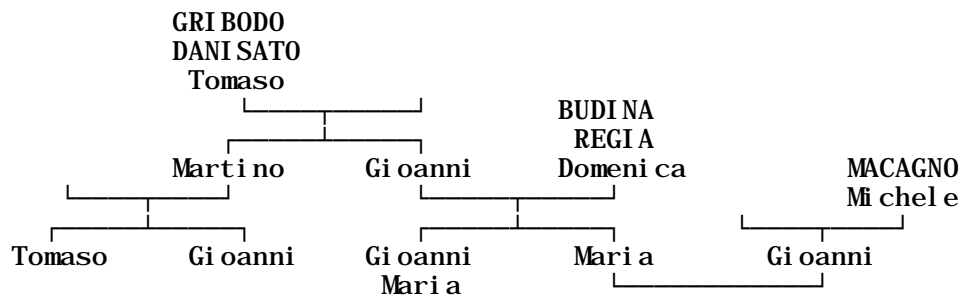 GRIBODO
DANISATO
Tomaso
BUDINA
REGIA
Martino Gioanni Domenica MACAGNO
Michele
Tomaso Gioanni Gioanni Maria Gioanni
Maria